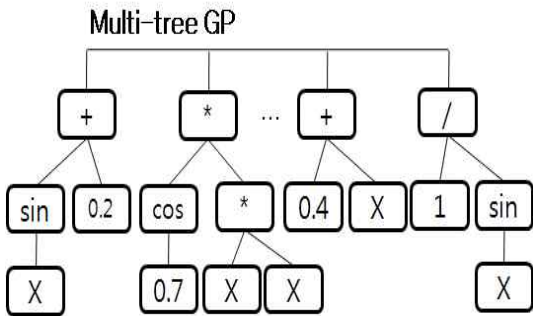 Multi-tree GP
+ * ... + /
sin 0.2 cos * 0.4 X 1 sin
X 0.7 X X X